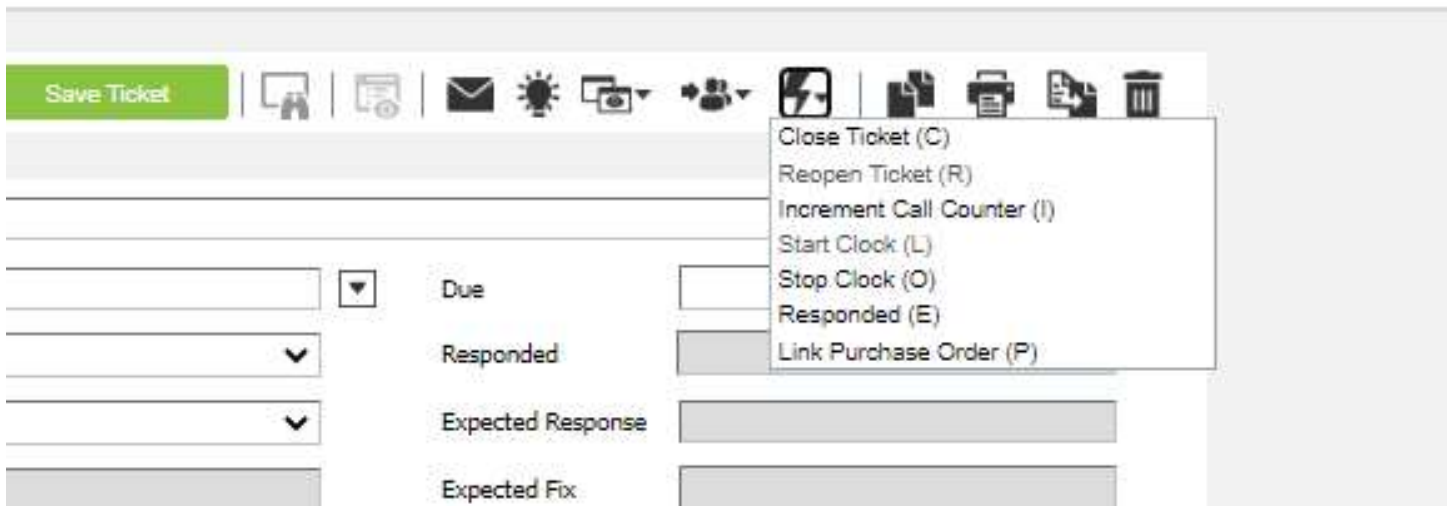 Save Ticket
Close Ticket (C)
Reopen Ticket (R)
Increment Call Counter (I)
Start Clock (L)
Stop Clock (O)
Responded (E)
Link Purchase Order (P)
Due
Responded
Expected Response
Expected Fix